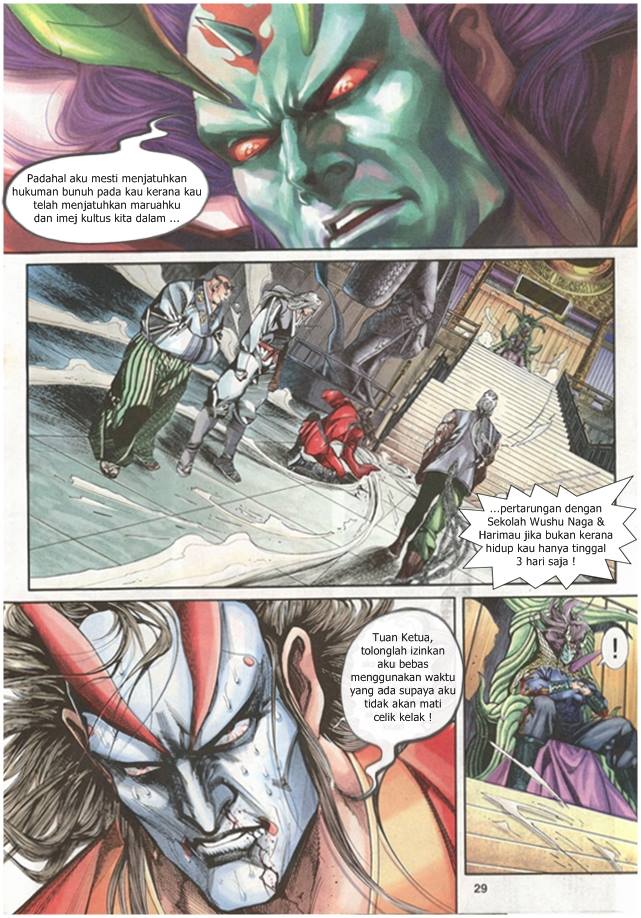 Padahal aku mesti menjatuhkan
hukuman bunuh pada kau kerana kau
telah menjatuhkan maruahku
dan imej kultus kita dalam ...
...pertarungan dengan
Sekolah Wushu Naga &
Harimau jika bukan kerana
hidup kau hanya tinggal
3 hari saja !
Tuan Ketua,
tolonglah izinkan
aku bebas
menggunakan waktu
yang ada supaya aku
tidak akan mati
celik kelak !
!
29